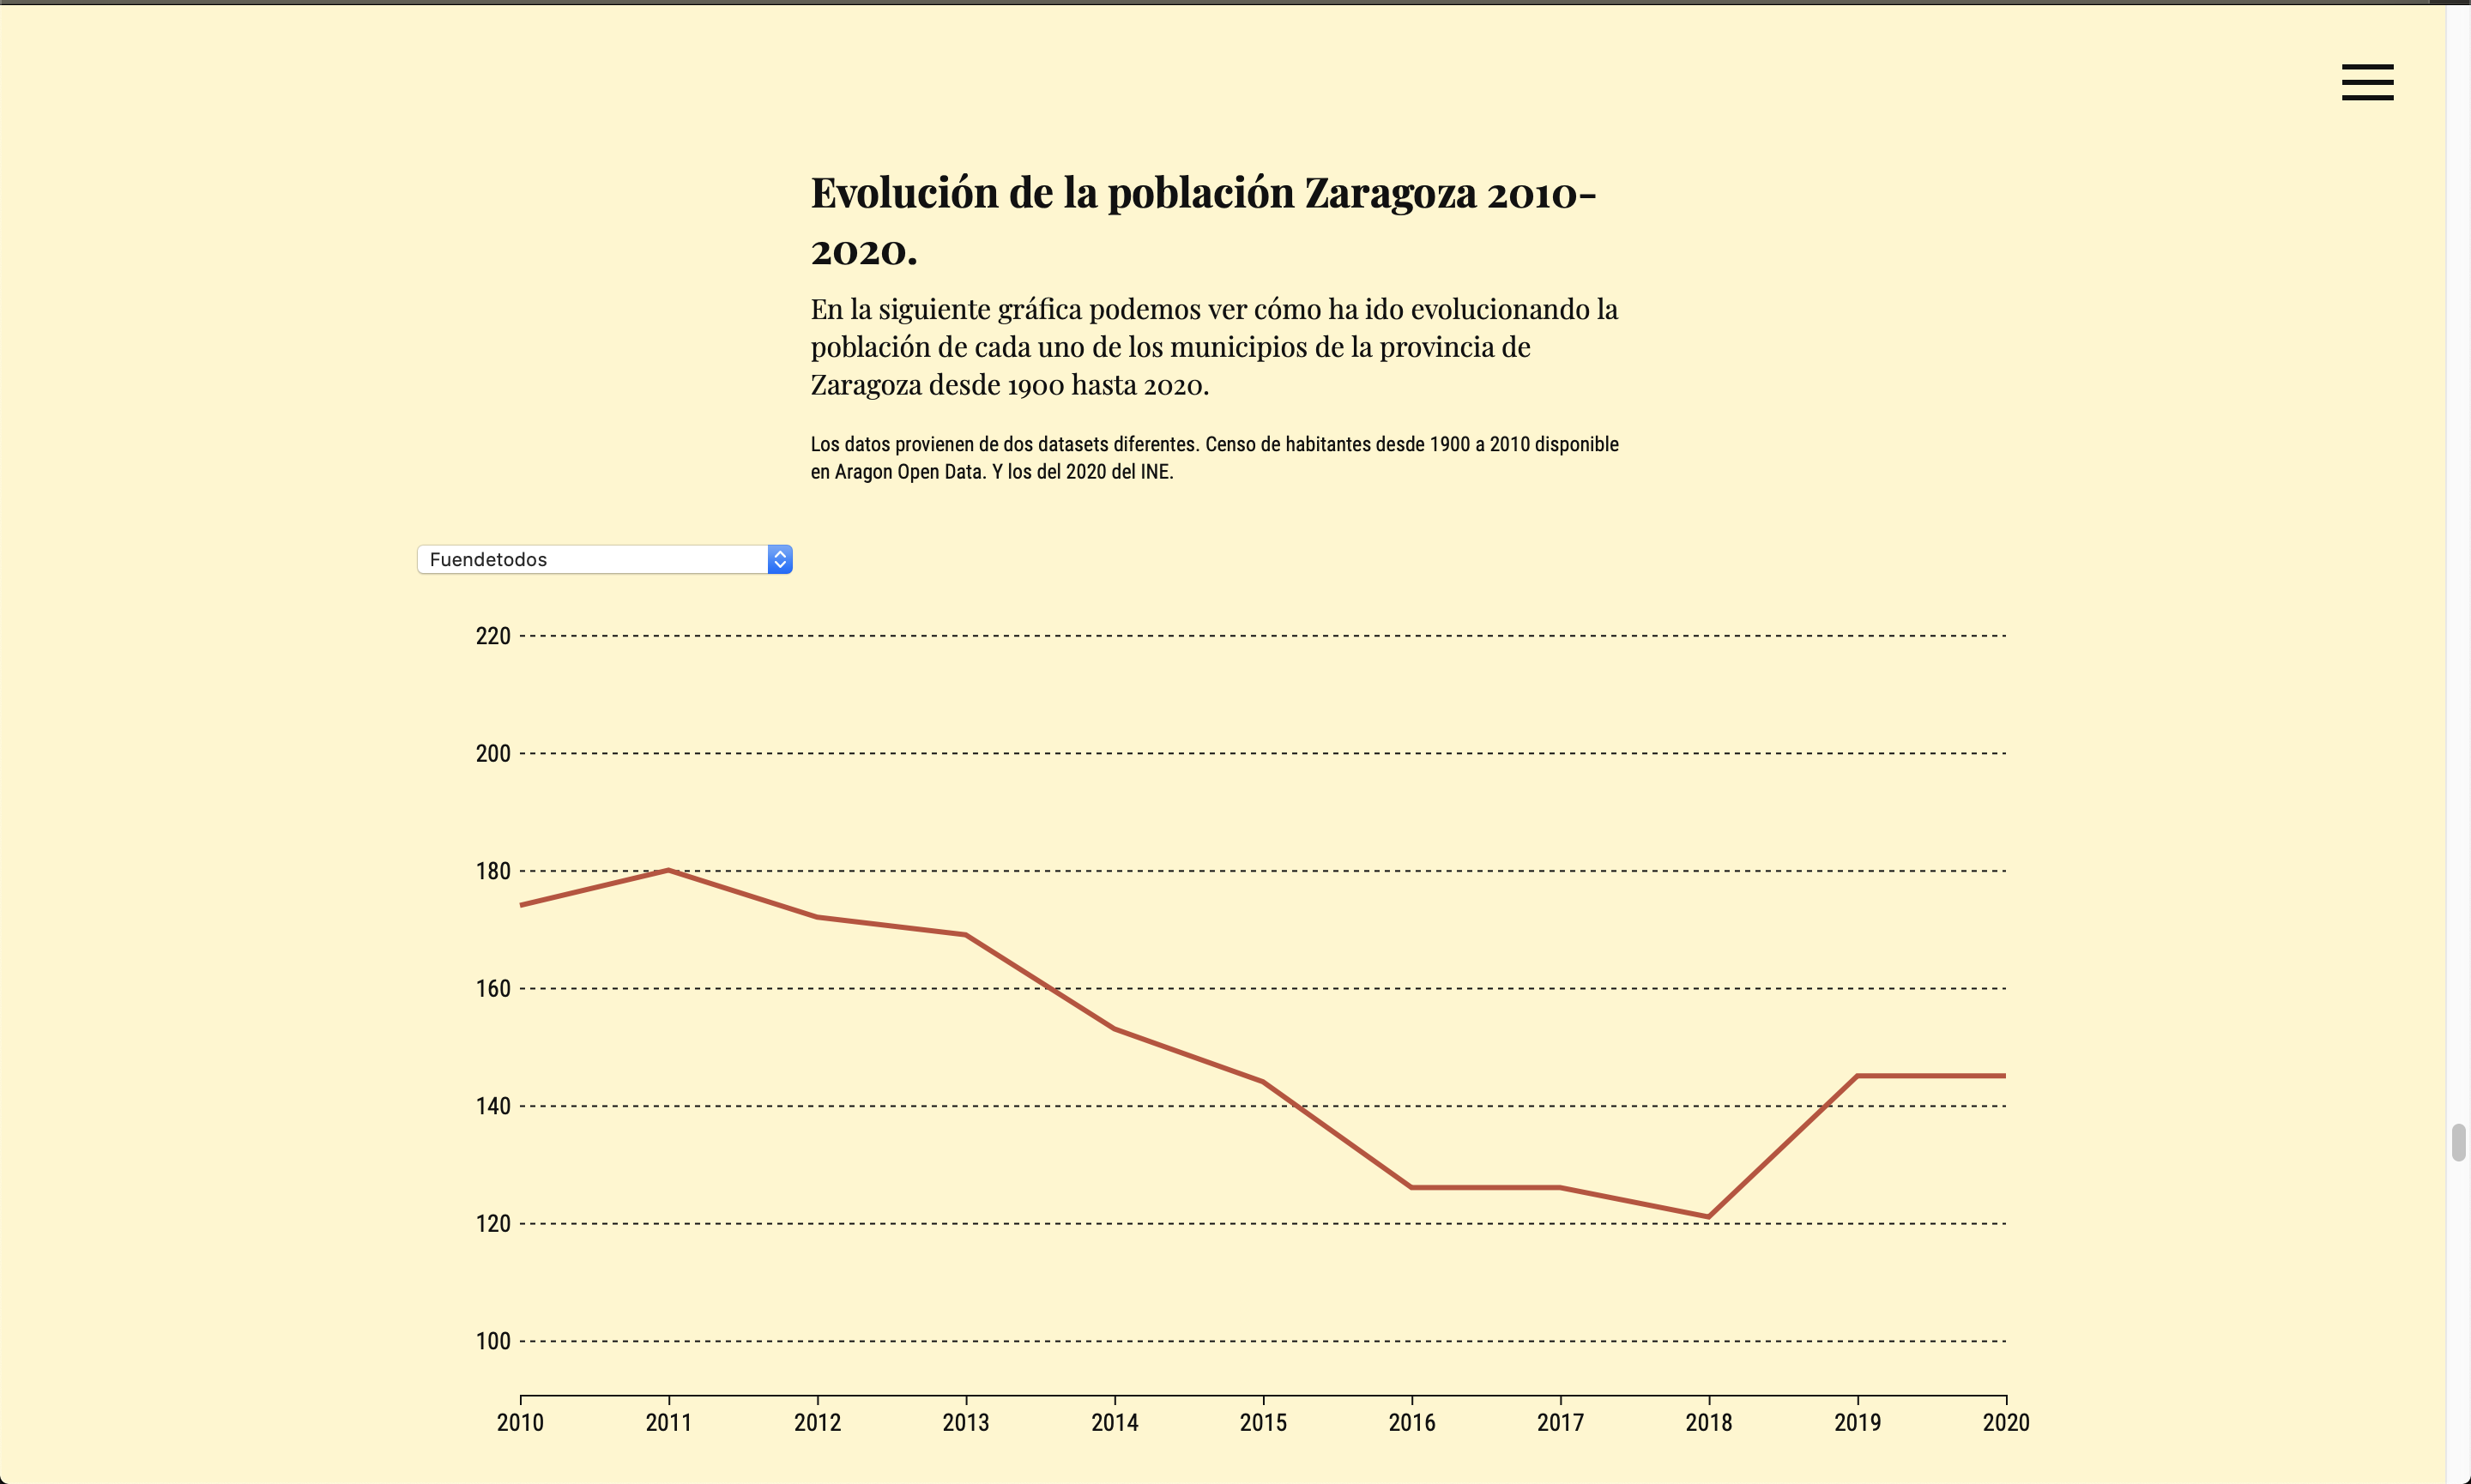 Evolución de la población Zaragoza 2010-
2020.
En la siguiente gráfica podemos ver cómo ha ido evolucionando la
población de cada uno de los municipios de la provincia de
Zaragoza desde 1900 hasta 2020.
Los datos provienen de dos datasets diferentes. Censo de habitantes desde 1900 a 2010 disponible
en Aragon Open Data. Y los del 2020 del INE.
Fuendetodos
220
200
180
160
140
120
100
2010 2011 2012 2013 2014 2015 2016 2017 2018 2019 2020